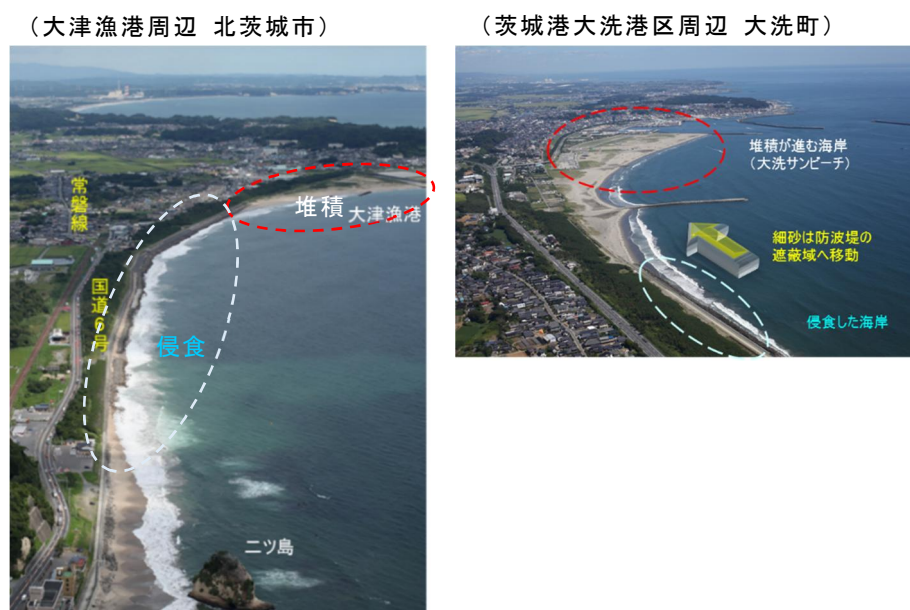 （大津漁港周辺 北茨城市）
常磐線
国道6号
堆積
大津漁港
侵食
二ツ島
（茨城港大洗港区周辺 大洗町）
堆積が進む海岸
（大洗サンビーチ）
細砂は防波堤の
遮蔽域へ移動
侵食した海岸